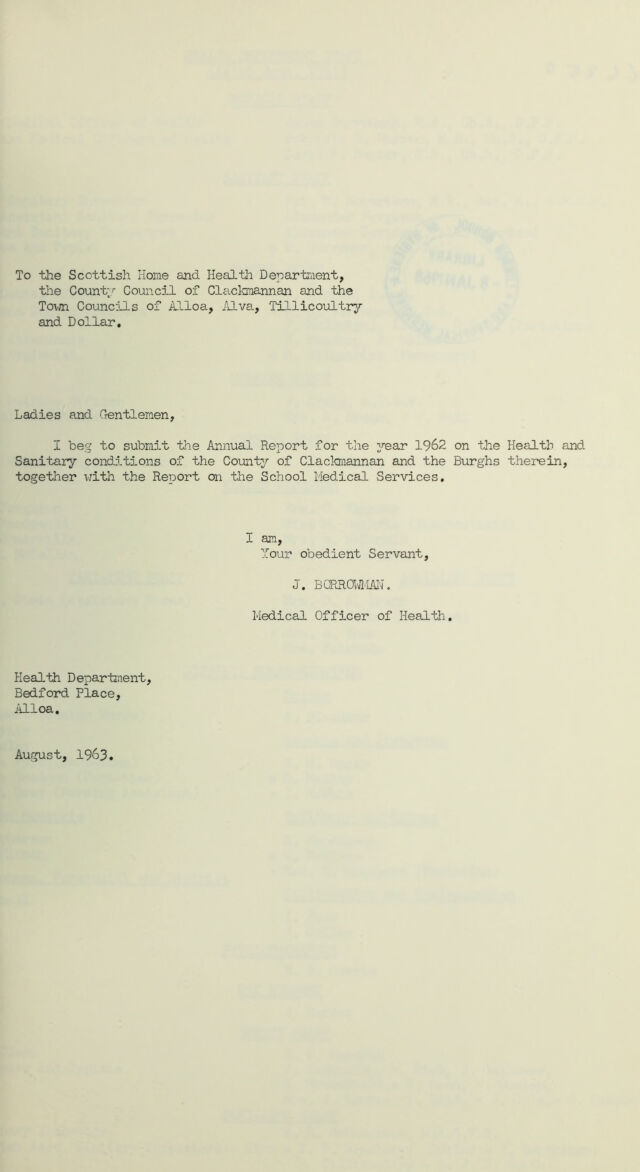 To the Scottish Home and Health Department,
the County Council of Clackmannan and the
Town Councils of Alloa, Alva, Tillicoultry
and Dollar.
Ladies and Gentlemen,
I beg to submit the Annual Report for the year 1962 on the Health and
Sanitary conditions of the County of Clackmannan and the Burghs therein,
together with the Report on the School Medical Services.
I am,
Your obedient Servant,
J. BORROWMAN.
Medical Officer of Health.
Health Department,
Bedford Place,
Alloa.
August, 1963.